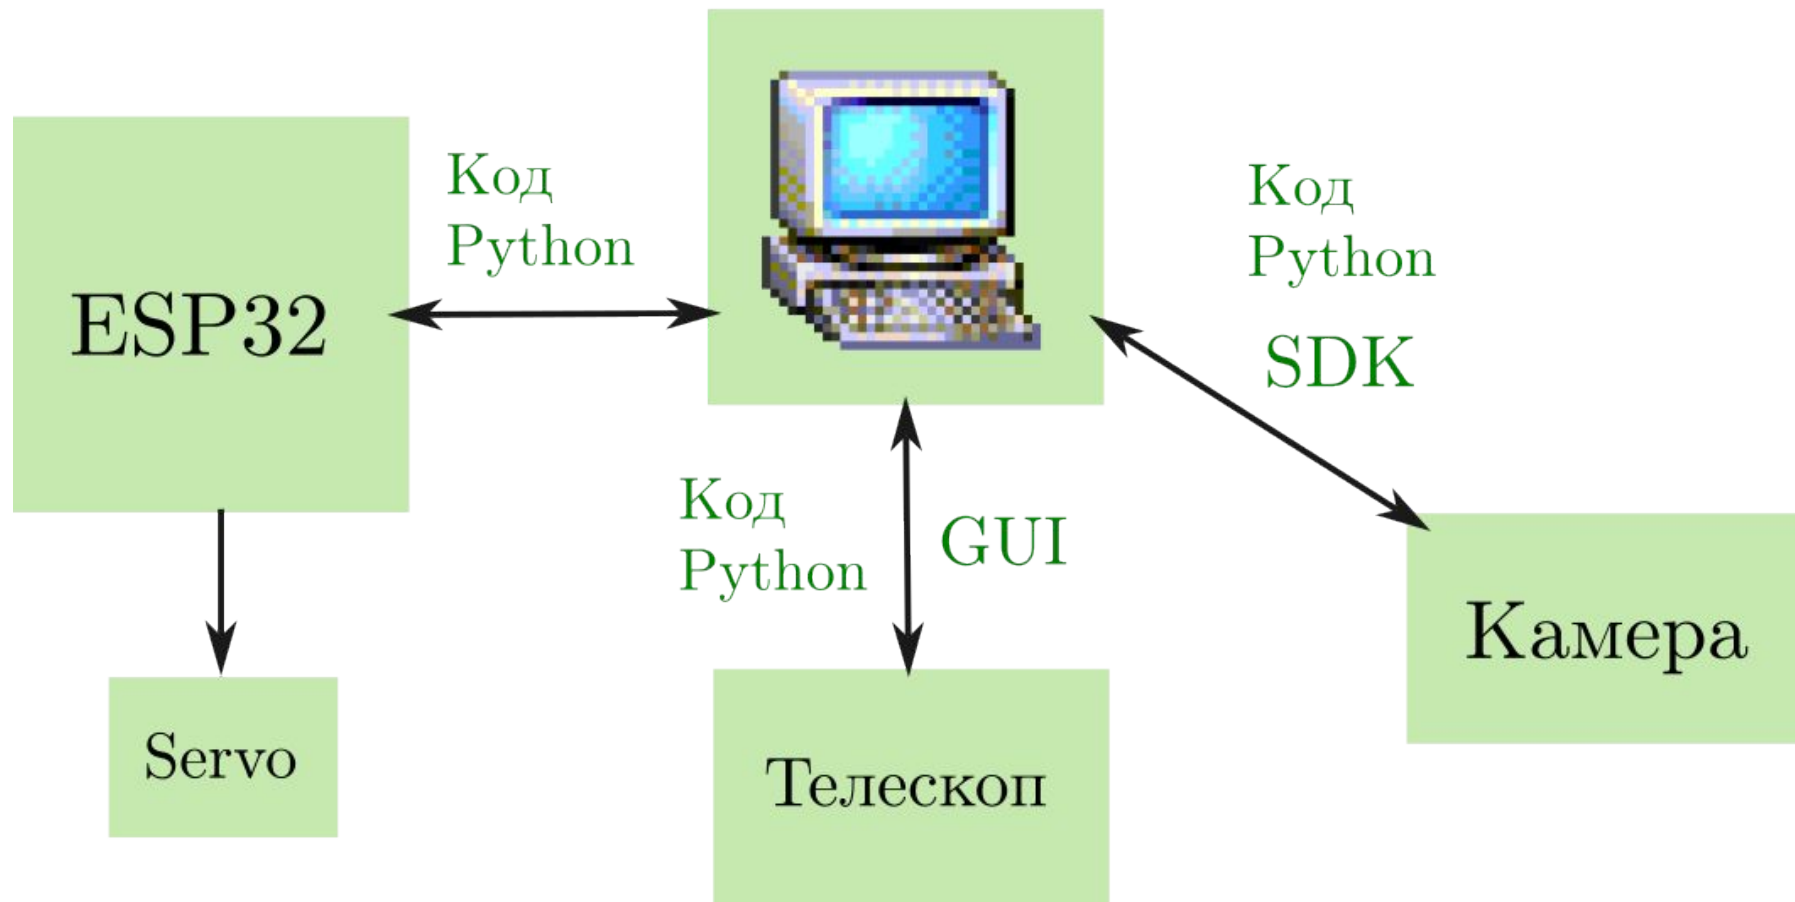 ESP32
Код
Python
Код
Python
SDK
Код
Python
GUI
Servo
Телескоп
Камера